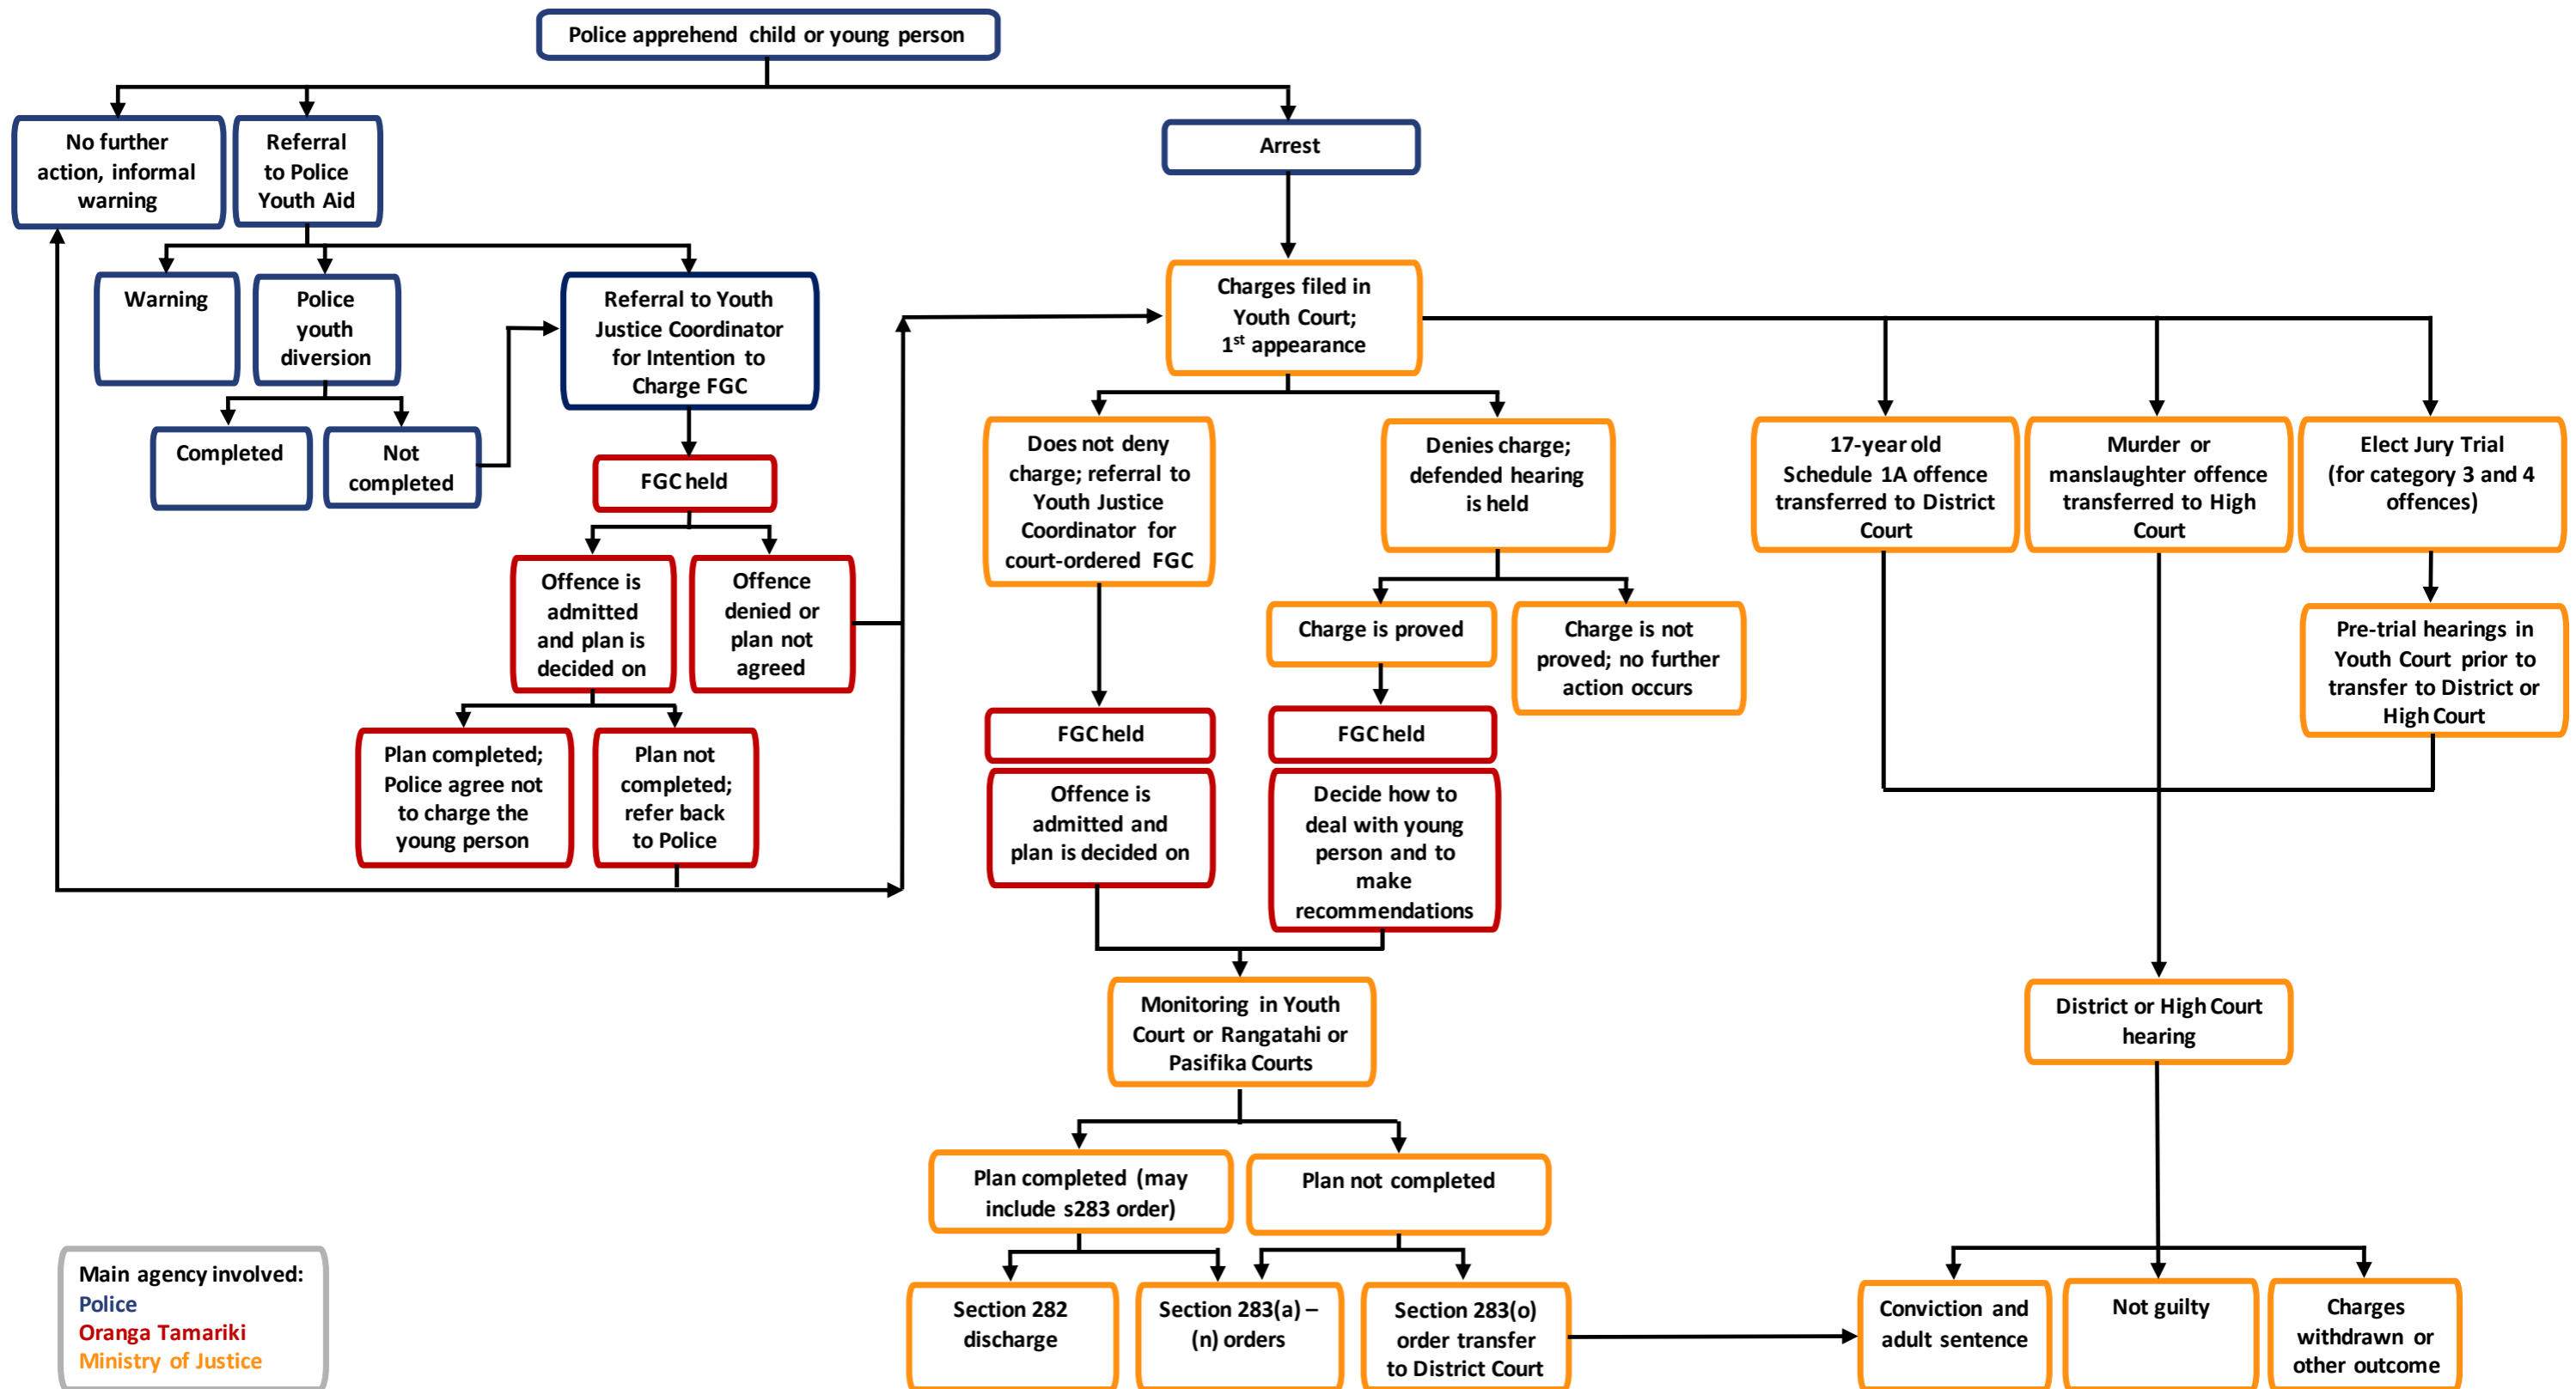 Police apprehend child or young person
No further
action, informal
warning
Referral
to Police
Youth Aid
Arrest
Warning
Police
youth
diversion
Referral to Youth
Justice Coordinator
for Intention to
Charge FGC
Charges filed in
Youth Court;
1st appearance
Completed
Not
completed
FGC held
Does not deny
charge; referral to
Youth Justice
Coordinator for
court-ordered FGC
Denies charge;
defended hearing
is held
17-year old
Schedule 1A offence
transferred to District
Court
Murder or
manslaughter offence
transferred to High
Court
Elect Jury Trial
(for category 3 and 4
offences)
Offence is
admitted
and plan is
decided on
Offence
denied or
plan not
agreed
Charge is proved
Charge is not
proved; no further
action occurs
Pre-trial hearings in
Youth Court prior to
transfer to District or
High Court
Plan completed;
Police agree not
to charge the
young person
Plan not
completed;
refer back
to Police
FGC held
FGC held
Offence is
admitted and
plan is decided on
Decide how to
deal with young
person and to
make
recommendations
Monitoring in Youth
Court or Rangatahi or
Pasifika Courts
District or High Court
hearing
Plan completed (may
include s283 order)
Plan not completed
Section 282
discharge
Section 283(a) –
(n) orders
Section 283(o)
order transfer
to District Court
Conviction and
adult sentence
Not guilty
Charges
withdrawn or
other outcome
Main agency involved:
Police
Oranga Tamariki
Ministry of Justice